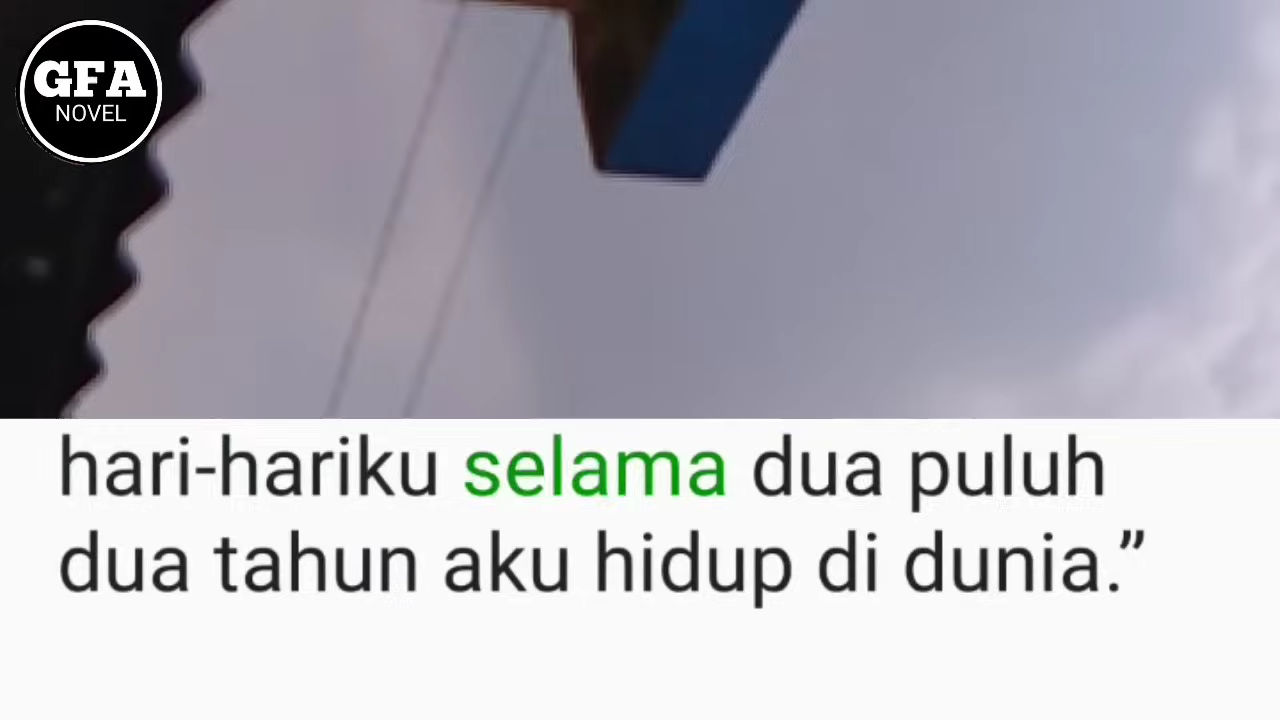 GFA
NOVEL
hari-hariku selama dua puluh
dua tahun aku hidup di dunia.”